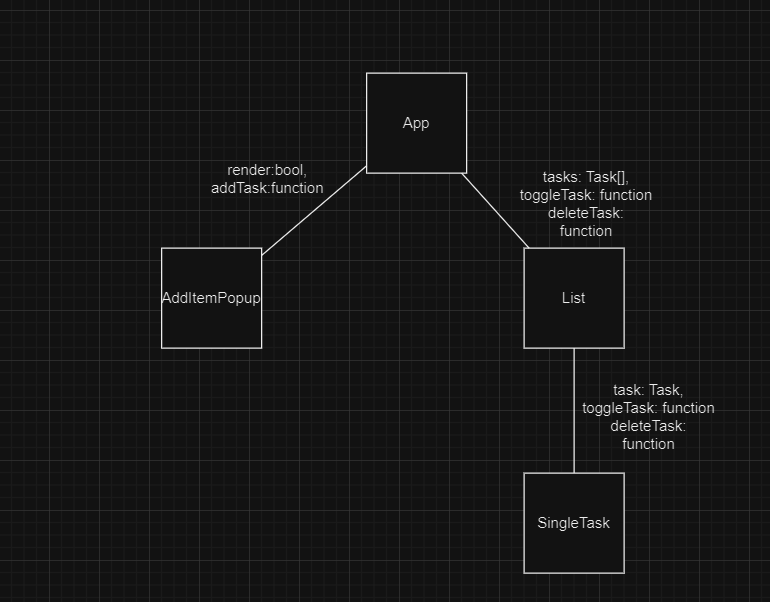 App
render:bool,
addTask:function
tasks: Task[],
toggleTask: function
deleteTask:
function
AddItemPopup
List
task: Task,
toggleTask: function
deleteTask:
function
SingleTask